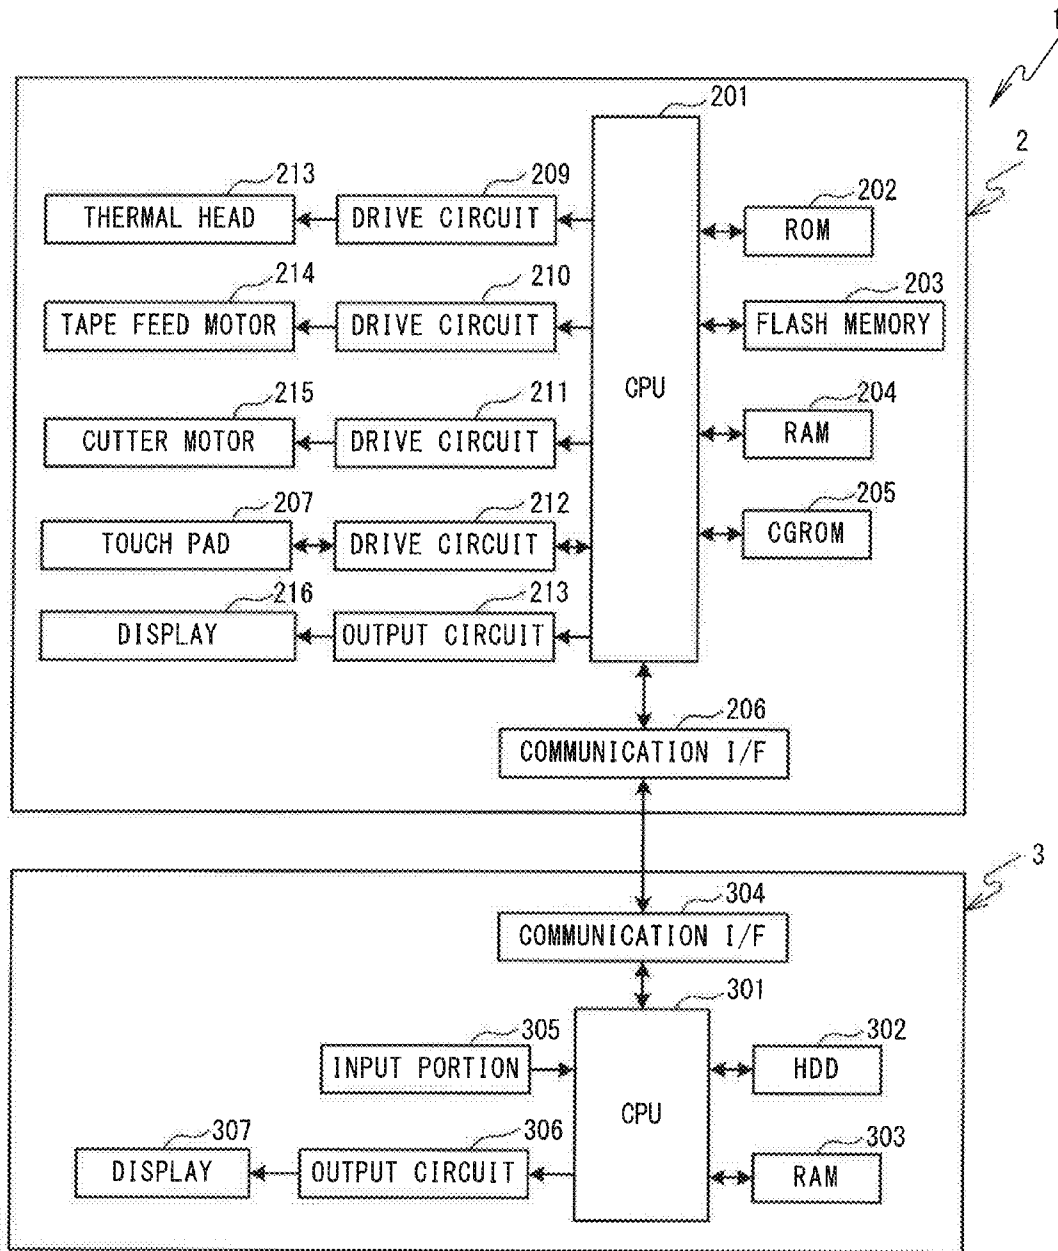 1
2
201
213
209
202
THERMAL HEAD
DRIVE CIRCUIT
ROM
214
210
203
TAPE FEED MOTOR
DRIVE CIRCUIT
FLASH MEMORY
CPU
215
211
204
CUTTER MOTOR
DRIVE CIRCUIT
RAM
207
212
205
TOUCH PAD
DRIVE CIRCUIT
CGROM
216
213
DISPLAY
OUTPUT CIRCUIT
206
COMMUNICATION I/F
3
304
COMMUNICATION I/F
301
305
302
INPUT PORTION
HDD
CPU
307
306
303
DISPLAY
OUTPUT CIRCUIT
RAM